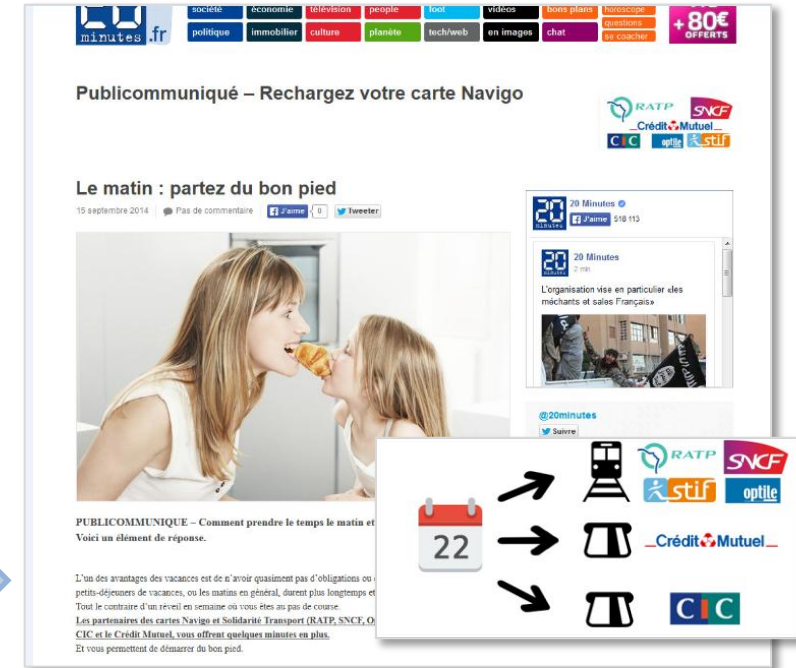 20
minutes .fr
société économie télévision people foot vidéos bons plans horoscope
questions
politique immobilier culture planète tech/web en images chat se coacher
+ 80€
OFFERTS
Publicommuniqué – Rechargez votre carte Navigo
RATP SNCF
Crédit Mutuel
CIC optile stif
Le matin : partez du bon pied
15 septembre 2014 Pas de commentaire J'aime 0 Tweeter
20 Minutes
J'aime 518 113
20 Minutes
2 min
L'organisation vise en particulier «les
méchants et sales Français»
@20minutes
Suivre
PUBLICOMMUNIQUE – Comment prendre le temps le matin et
Voici un élément de réponse.
L'un des avantages des vacances est de n'avoir quasiment pas d'obligations ou
petits-déjeuners de vacances, ou les matins en général, durent plus longtemps et
Tout le contraire d'un réveil en semaine où vous êtes au pas de course.
Les partenaires des cartes Navigo et Solidarité Transport (RATP, SNCF,
CIC et le Crédit Mutuel, vous offrent quelques minutes en plus.
Et vous permettent de démarrer du bon pied.
22
RATP SNCF
stif optile
Crédit Mutuel
CIC